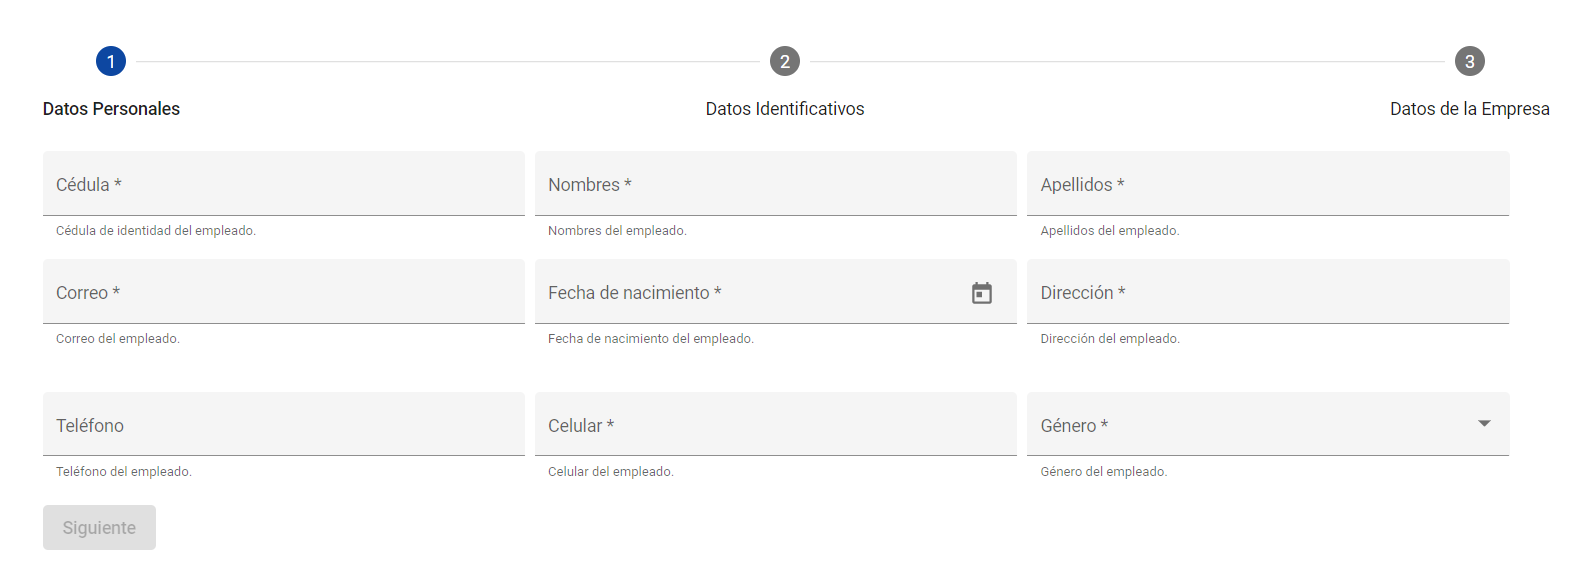 1
2
3
Datos Personales
Datos Identificativos
Datos de la Empresa
Cédula *
Nombres *
Apellidos *
Cédula de identidad del empleado.
Nombres del empleado.
Apellidos del empleado.
Correo *
Fecha de nacimiento *
Dirección *
Correo del empleado.
Fecha de nacimiento del empleado.
Dirección del empleado.
Teléfono
Celular *
Género *
Teléfono del empleado.
Celular del empleado.
Género del empleado.
Siguiente